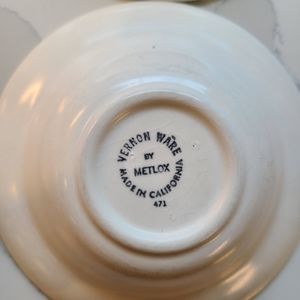 VERNON WARE
BY
METLOX
MADE IN CALIFORNIA
471